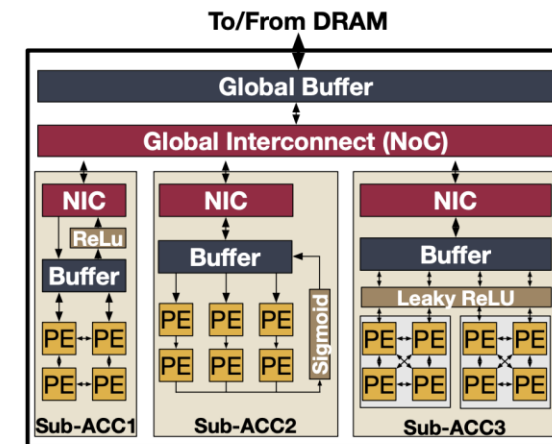 To/From DRAM
Global Buffer
Global Interconnect (NoC)
NIC
ReLu
Buffer
PE PE
PE PE
Sub-ACC1
NIC
Buffer
PE PE PE
PE PE PE
Sigmoid
Sub-ACC2
NIC
Buffer
Leaky ReLU
PE PE PE PE
PE PE PE PE
Sub-ACC3